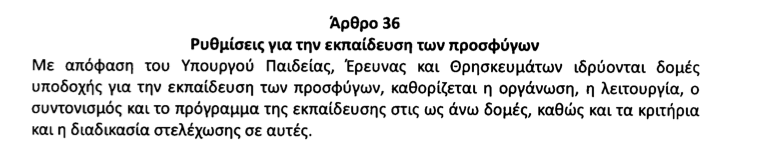 Άρθρο 36
Ρυθμίσεις για την εκπαίδευση των προσφύγων
Με απόφαση του Υπουργού Παιδείας, Έρευνας και Θρησκευμάτων ιδρύονται δομές
υποδοχής για την εκπαίδευση των προσφύγων, καθορίζεται η οργάνωση, η λειτουργία, ο
συντονισμός και το πρόγραμμα της εκπαίδευσης στις ως άνω δομές, καθώς και τα κριτήρια
και η διαδικασία στελέχωσης σε αυτές.